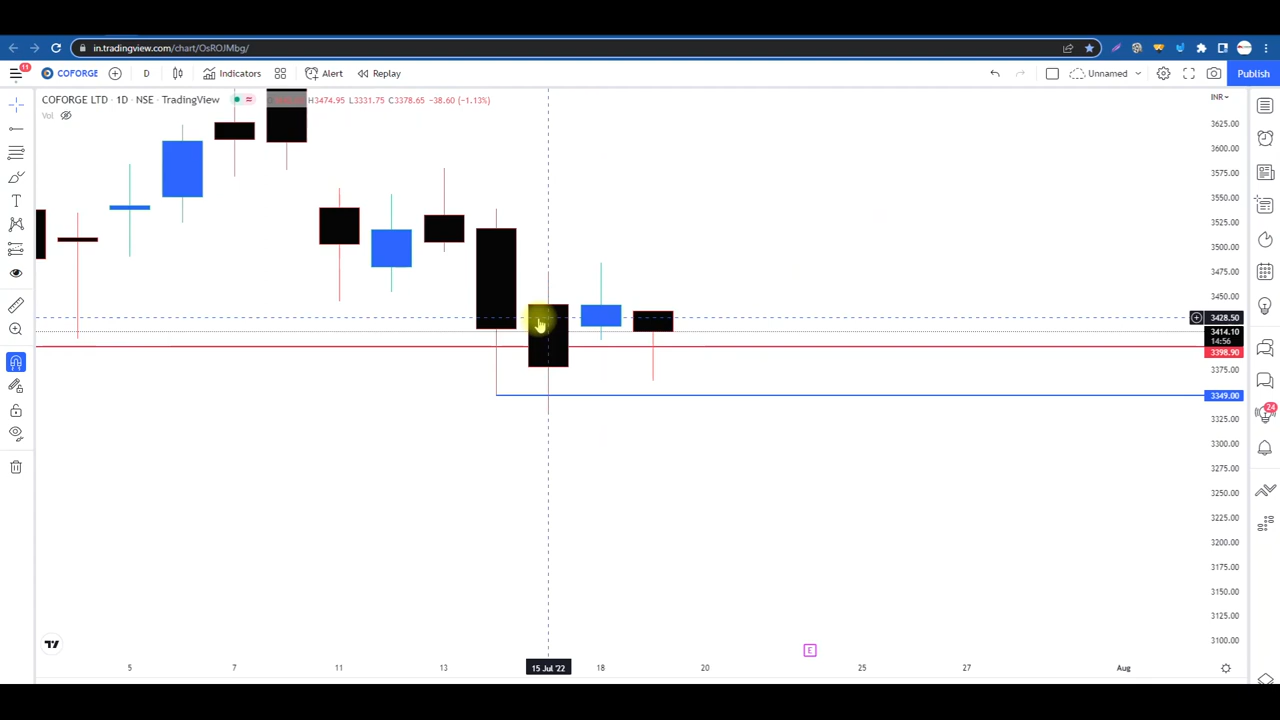 in.tradingview.com/chart/OsROJMbg/
11
COFORGE
D
Indicators
Alert
Replay
Unnamed
Publish
COFORGE LTD · 1D · NSE · TradingView
H3474.95 L3331.75 C3378.65 −38.60 (−1.13%)
Vol
INR
3625.00
3600.00
3575.00
3550.00
3525.00
3500.00
3475.00
3450.00
3428.50
3414.10
14:56
3398.90
3375.00
3349.00
3325.00
3300.00
3275.00
3250.00
3225.00
3200.00
3175.00
3150.00
3125.00
3100.00
24
E
5
7
11
13
15 Jul '22
18
20
25
27
Aug